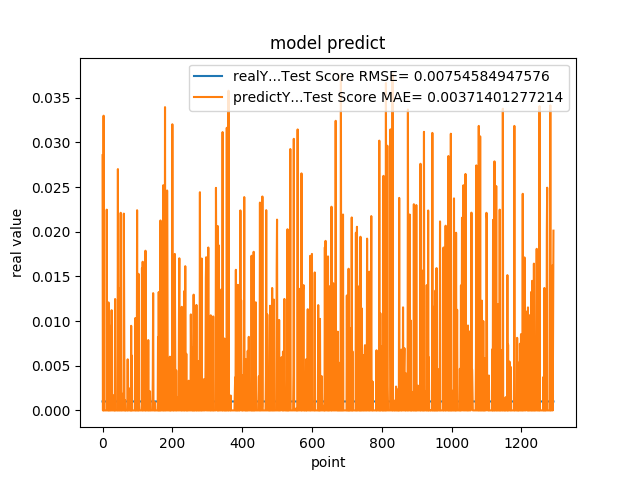 model predict
realY...Test Score RMSE= 0.00754584947576
predictY...Test Score MAE= 0.00371401277214
real value
0.035
0.030
0.025
0.020
0.015
0.010
0.005
0.000
0 200 400 600 800 1000 1200
point